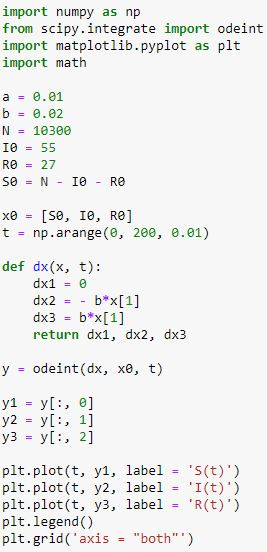 import numpy as np
from scipy.integrate import odeint
import matplotlib.pyplot as plt
import math
a = 0.01
b = 0.02
N = 10300
I0 = 55
R0 = 27
S0 = N - I0 - R0
x0 = [S0, I0, R0]
t = np.arange(0, 200, 0.01)
def dx(x, t):
    dx1 = 0
    dx2 = - b*x[1]
    dx3 = b*x[1]
    return dx1, dx2, dx3
y = odeint(dx, x0, t)
y1 = y[:, 0]
y2 = y[:, 1]
y3 = y[:, 2]
plt.plot(t, y1, label = 'S(t)')
plt.plot(t, y2, label = 'I(t)')
plt.plot(t, y3, label = 'R(t)')
plt.legend()
plt.grid('axis = "both"')